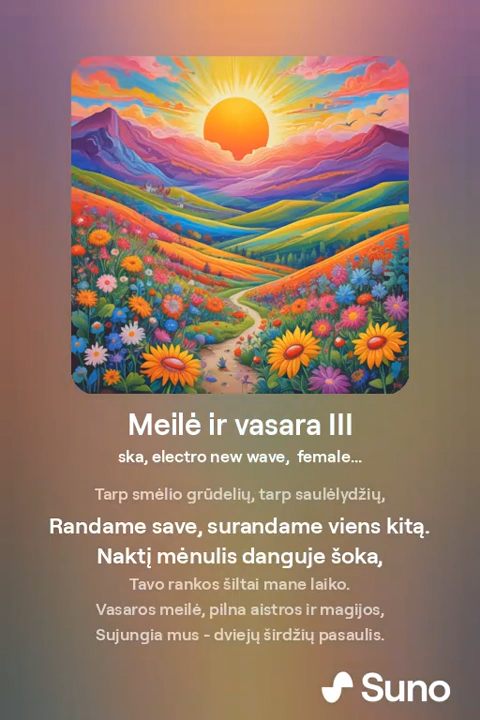 Meilė ir vasara III
ska, electro new wave, female...
Tarp smėlio grūdelių, tarp saulėlydžių,
Randame save, surandame viens kitą.
Naktį mėnulis danguje šoka,
Tavo rankos šiltai mane laiko.
Vasaros meilė, pilna aistros ir magijos,
Sujungia mus - dviejų širdžių pasaulis.
Suno